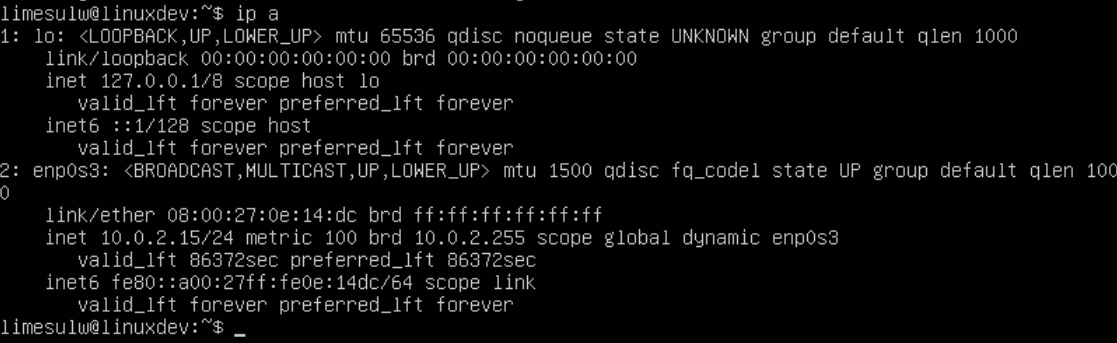 limesulw@linuxdev:~$ ip a
1: lo: <LOOPBACK,UP,LOWER_UP> mtu 65536 qdisc noqueue state UNKNOWN group default qlen 1000
    link/loopback 00:00:00:00:00:00 brd 00:00:00:00:00:00
    inet 127.0.0.1/8 scope host lo
       valid_lft forever preferred_lft forever
    inet6 ::1/128 scope host
       valid_lft forever preferred_lft forever
2: enp0s3: <BROADCAST,MULTICAST,UP,LOWER_UP> mtu 1500 qdisc fq_codel state UP group default qlen 100
0
    link/ether 08:00:27:0e:14:dc brd ff:ff:ff:ff:ff:ff
    inet 10.0.2.15/24 metric 100 brd 10.0.2.255 scope global dynamic enp0s3
       valid_lft 86372sec preferred_lft 86372sec
    inet6 fe80::a00:27ff:fe0e:14dc/64 scope link
       valid_lft forever preferred_lft forever
limesulw@linuxdev:~$ _